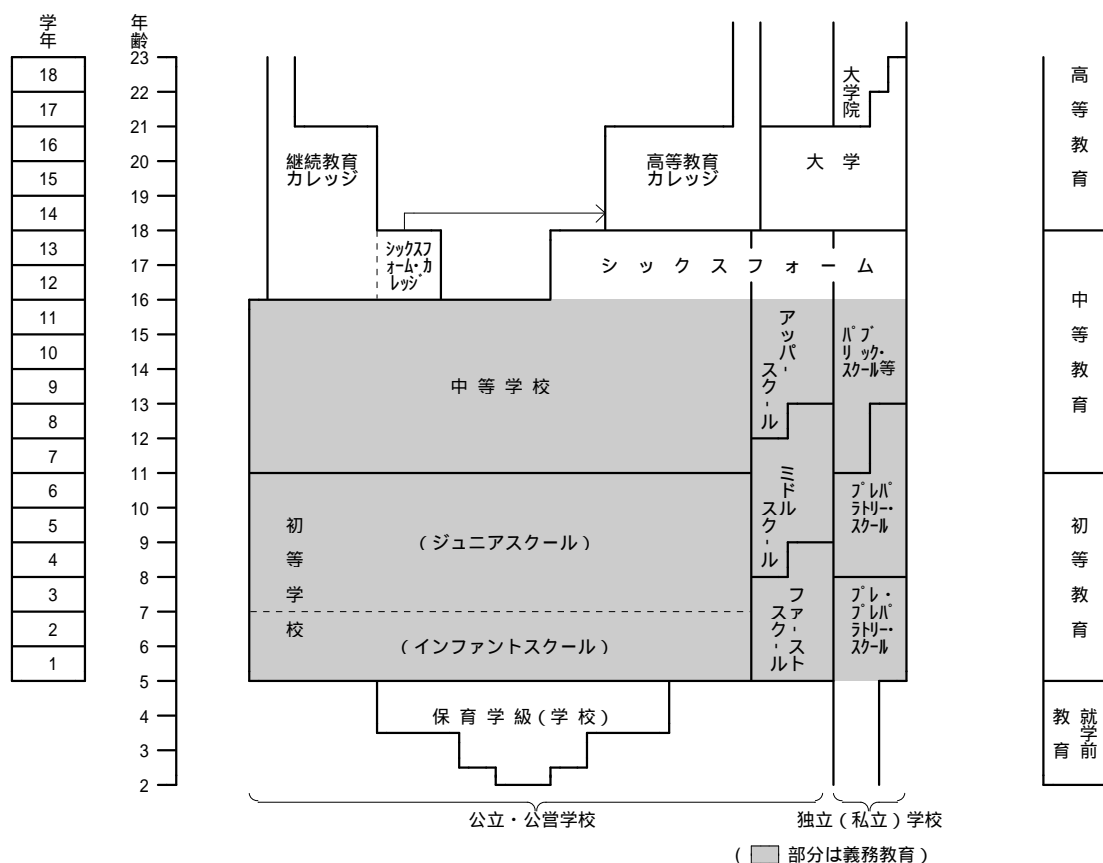 学年
年齢
23
18
22
17
21
16
20
15
19
14
18
13
17
12
16
11
15
10
14
9
13
8
12
7
11
6
10
5
9
4
8
3
7
2
6
1
5
4
3
2
継続教育
カレッジ
高等教育
カレッジ
大学
大学院
シックスフ
ォーム・カ
レッジ
シックスフォーム
中等学校
アッパー・
スクール
パブ
リック・
スクール等
ミドル
スクール
プレパ
ラトリー・
スクール
初等学校
(ジュニアスクール)
(インファントスクール)
ファースト
スクール
プレ・
プレパ
ラトリー・
スクール
保育学級(学校)
公立・公営学校
独立(私立)学校
( 部分は義務教育)
高等教育
中等教育
初等教育
就学前
教育